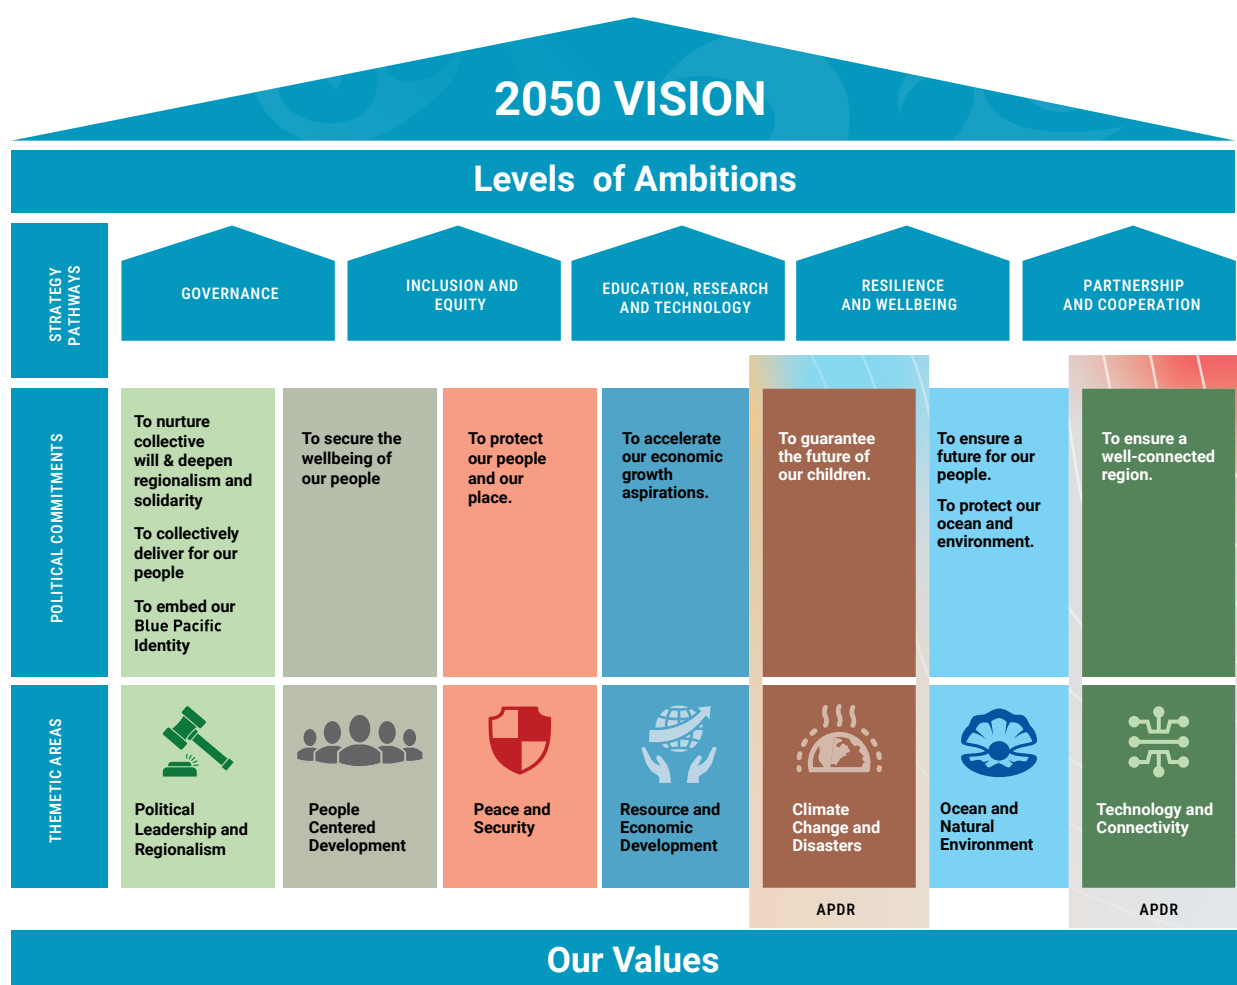 2050 VISION
Levels of Ambitions
STRATEGY
PATHWAYS
GOVERNANCE
INCLUSION AND
EQUITY
EDUCATION, RESEARCH
AND TECHNOLOGY
RESILIENCE
AND WELLBEING
PARTNERSHIP
AND COOPERATION
POLITICAL COMMITMENTS
To nurture
collective
will & deepen
regionalism and
solidarity
To collectively
deliver for our
people
To embed our
Blue Pacific
Identity
To secure the
wellbeing of
our people
To protect
our people
and our
place.
To accelerate
our economic
growth
aspirations.
To guarantee
the future of
our children.
To ensure a
future for our
people.
To protect our
ocean and
environment.
To ensure a
well-connected
region.
THEMETIC AREAS
Political
Leadership and
Regionalism
People
Centered
Development
Peace and
Security
Resource and
Economic
Development
Climate
Change and
Disasters
Ocean and
Natural
Environment
Technology and
Connectivity
APDR
APDR
Our Values